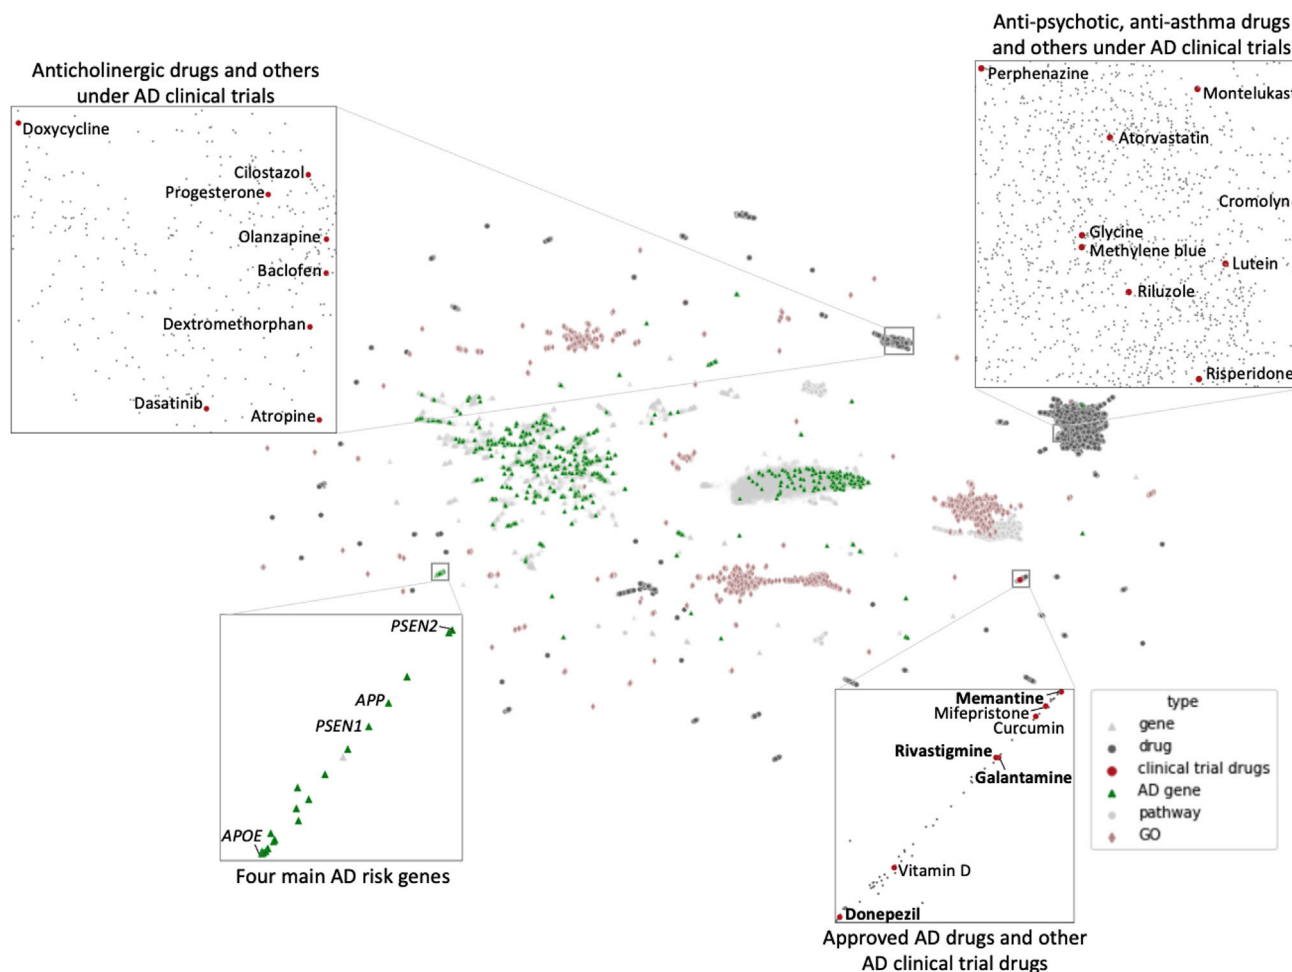 Anti-psychotic, anti-asthma drugs
and others under AD clinical trials
Anticholinergic drugs and others
under AD clinical trials
Perphenazine
Montelukast
Atorvastatin
Cromolyn
Glycine
Methylene blue
Lutein
Riluzole
Risperidone
Doxycycline
Cilostazol
Progesterone
Olanzapine
Baclofen
Dextromethorphan
Dasatinib
Atropine
PSEN2
APP
PSEN1
APOE
Four main AD risk genes
Memantine
Mifepristone
Curcumin
Rivastigmine
Galantamine
Vitamin D
Donepezil
Approved AD drugs and other
AD clinical trial drugs
type
gene
drug
clinical trial drugs
AD gene
pathway
GO